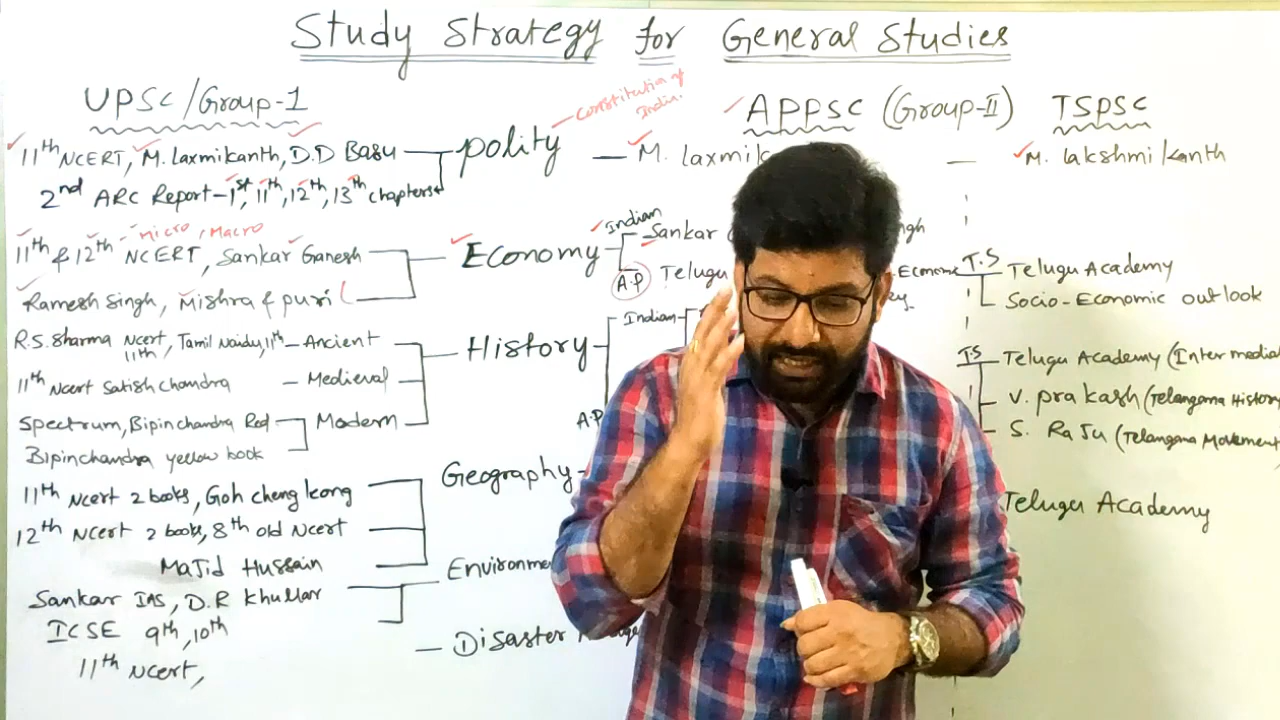 Study Strategy for General Studies
UPSC/Group-1
11th NCERT, M. laxmikanth, D.D Basu
2nd ARC Report-1st, 11th, 12th, 13th chapters
Micro, Macro
11th & 12th NCERT, Sankar Ganesh
Ramesh Singh, Mishra & puri
R.S. Sharma Ncert, Tamil Naidu, 11th - Ancient
11th
11th Ncert Satish chandra - Medieval
Spectrum, Bipinchandra Red
Modern
Bipinchandra yellow book
11th Ncert 2 books, Goh cheng Leong
12th Ncert 2 books, 8th old Ncert
Majid Hussain
Sankar IAS, D.R Khullar
ICSE 9th, 10th
11th Ncert,
Constitution of
India.
polity
Economy
History
Geography
Environme
Disaster
APPSC (Group-II)
M. laxmik
Indian
Sankar
A.P Telugu
Econom
Indian
A.P
TSPSC
M. lakshmi kanth
T.S Telugu Academy
Socio-Economic outlook
T.S Telugu Academy (Intermedia
V. prakash (Telangana History
S. Raju (Telangana Movement
Telugu Academy